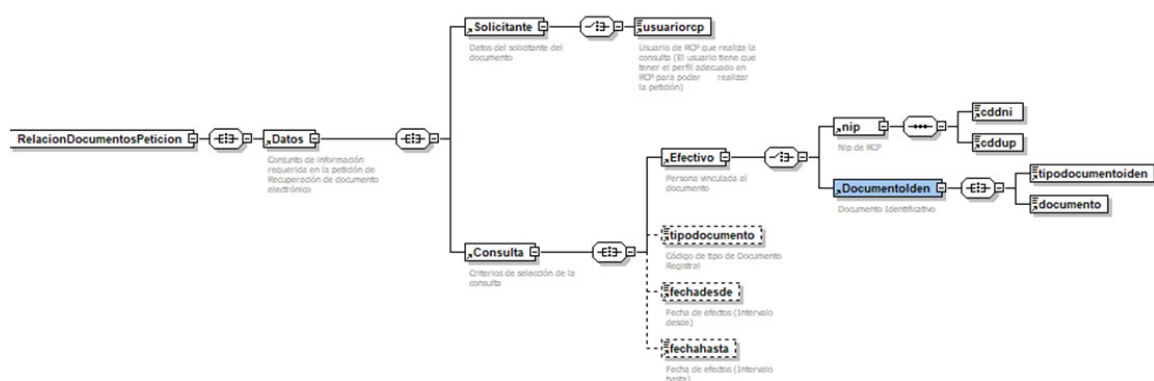 Solicitante
usuariorcp
Datos del solicitante del
documento
Usuario de RCP que realiza la
consulta (El usuario tiene que
tener el perfil adecuado en
RCP para poder realizar
la petición)
RelacionDocumentosPeticion
Datos
Conjunto de información
requerida en la petición de
Recuperación de documento
electrónico
Efectivo
Persona vinculada al
documento
nip
Nip de RCP
cddni
cddup
DocumentoIden
Documento Identificativo
tipodocumentoiden
documento
Consulta
Criterios de selección de la
consulta
tipodocumento
Código de tipo de Documento
Registral
fechadesde
Fecha de efectos (Intervalo
desde)
fechahasta
Fecha de efectos (Intervalo
hasta)